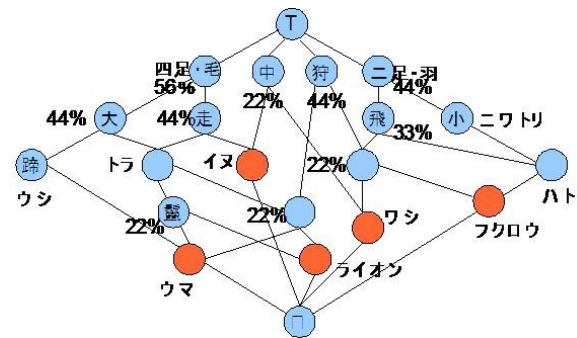 T
四足・毛 中 狩 二足・羽
56% 22% 44% 44%
44% 大 44% 走 飛 小 ニワトリ
33%
蹄 トラ イヌ 22% ハト
ウシ
22% 鬣 22% ワシ フクロウ
ウマ ライオン